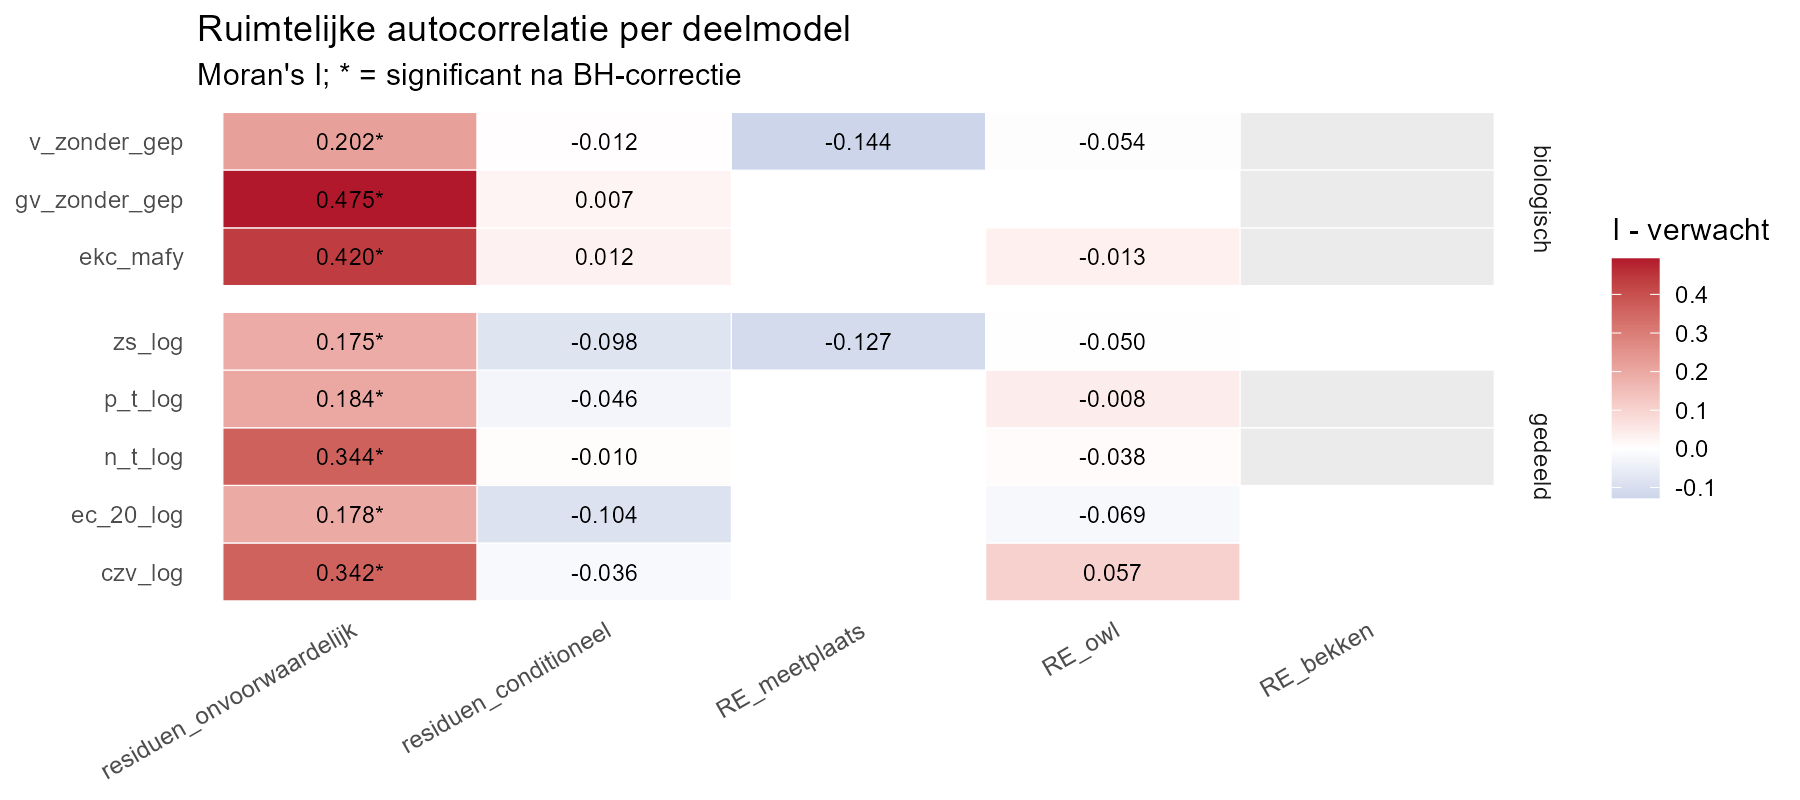 Ruimtelijke autocorrelatie per deelmodel
Moran's I; * = significant na BH-correctie
v_zonder_gep 0.202* -0.012 -0.144 -0.054
gv_zonder_gep 0.475* 0.007
ekc_mafy 0.420* 0.012 -0.013
biologisch
zs_log 0.175* -0.098 -0.127 -0.050
p_t_log 0.184* -0.046 -0.008
n_t_log 0.344* -0.010 -0.038
ec_20_log 0.178* -0.104 -0.069
czv_log 0.342* -0.036 0.057
gedeeld
residuen_onvoorwaardelijk
residuen_conditioneel
RE_meetplaats
RE_owl
RE_bekken
I - verwacht
0.4
0.3
0.2
0.1
0.0
-0.1